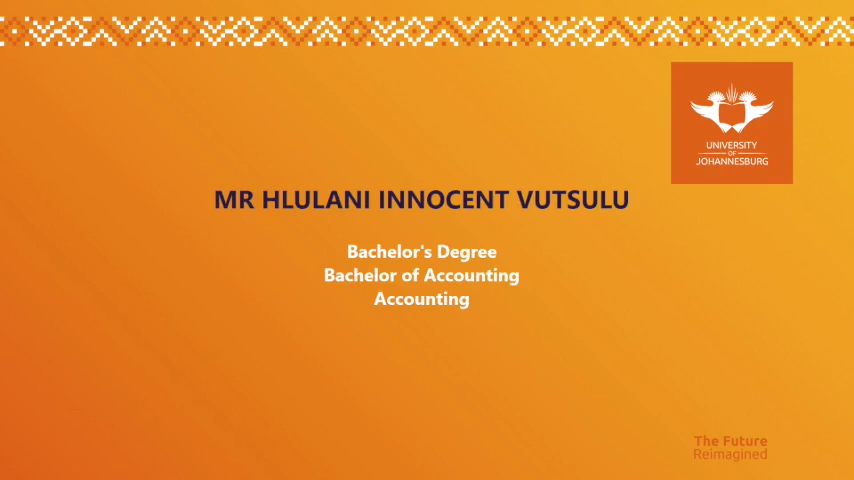 UNIVERSITY
OF
JOHANNESBURG
MR HLULANI INNOCENT VUTSULU
Bachelor's Degree
Bachelor of Accounting
Accounting
The Future
Reimagined